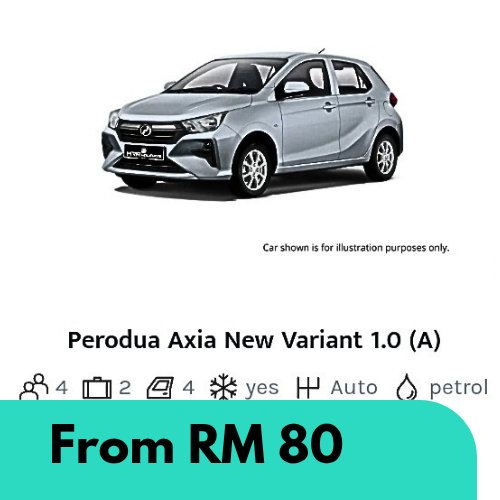 Car shown is for illustration purposes only.
Perodua Axia New Variant 1.0 (A)
4 2 4 yes Auto petrol
From RM 80